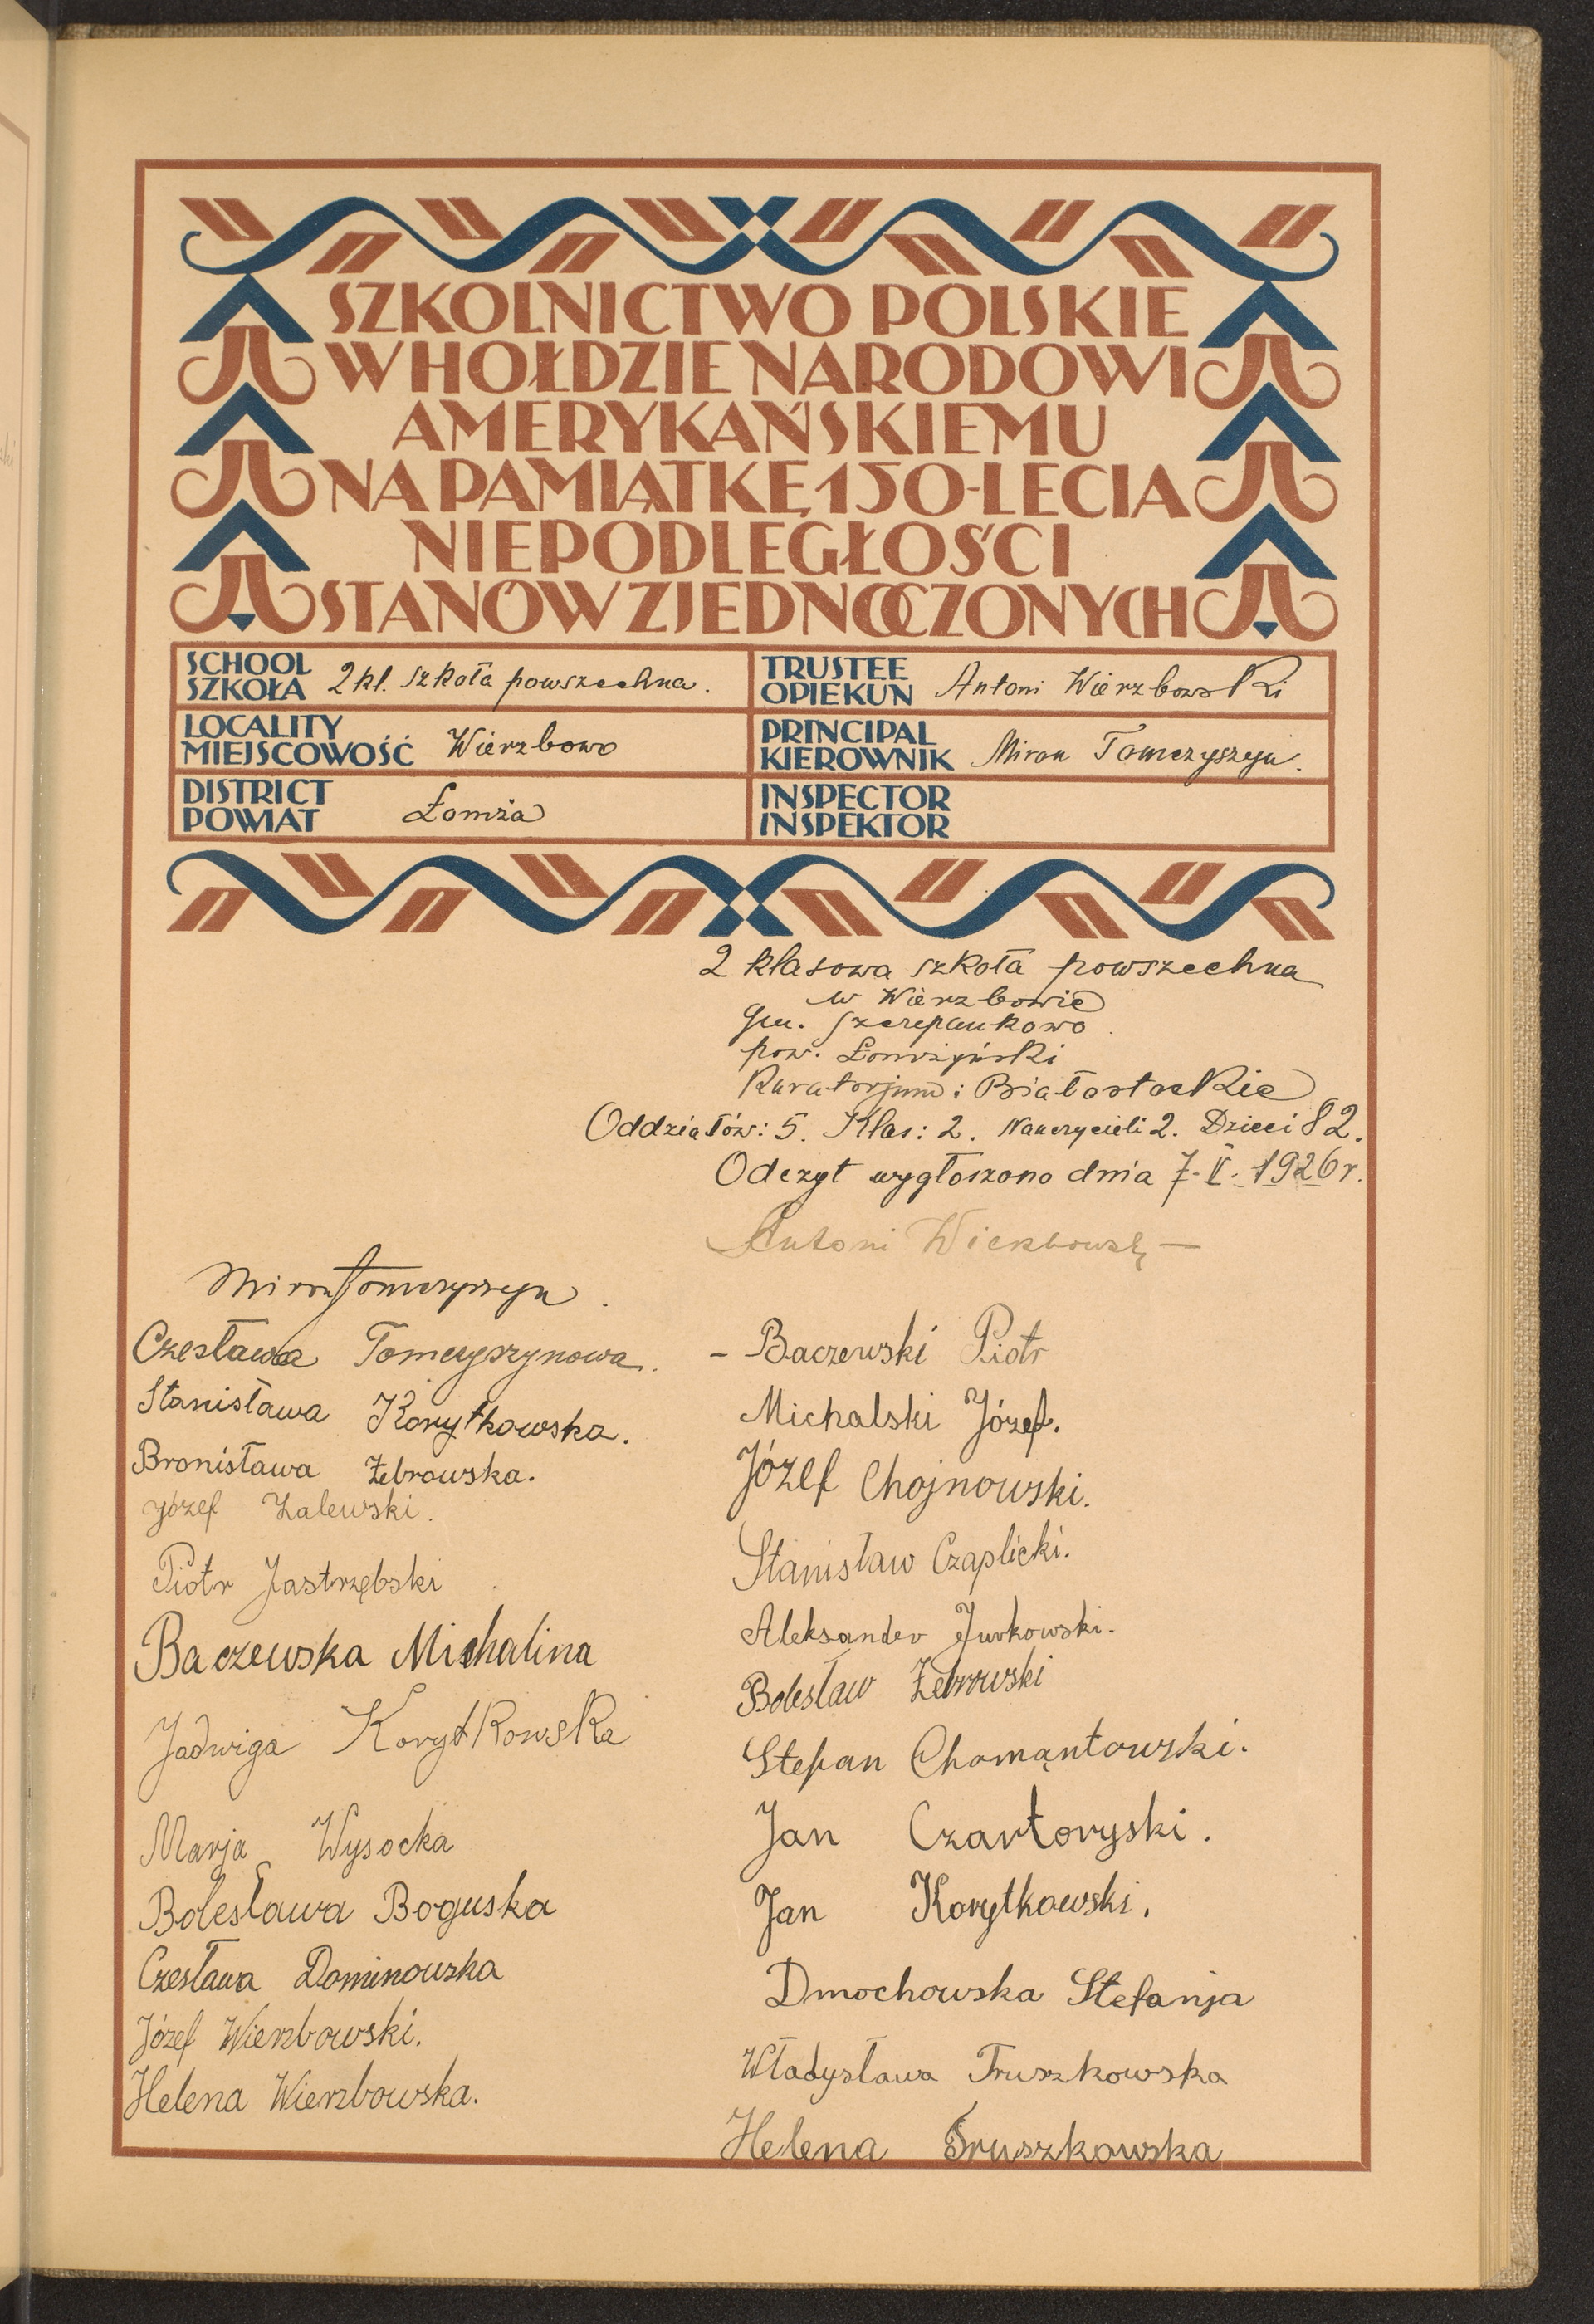 SZKOLNICTWO POLSKIE
W HOŁDZIE NARODOWI
AMERYKAŃSKIEMU
NA PAMIĄTKĘ 150-LECIA
NIEPODLEGŁOŚCI
STANÓW ZJEDNOCZONYCH
SCHOOL
SZKOŁA 2 kl. szkoła powszechna.
TRUSTEE
OPIEKUN Antoni Wierzbowski
LOCALITY
MIEJSCOWOŚĆ Wierzbowo
PRINCIPAL
KIEROWNIK Miron Tomczyszyn.
DISTRICT
POWIAT Łomża
INSPECTOR
INSPEKTOR
2 klasowa szkoła powszechna
w Wierzbowie
gm. Szczepankowo.
pow. Łomżyński
Kuratorjum: Białostockie
Oddziałów: 5. Klas: 2. Nauczycieli 2. Dzieci 82.
Odczyt wygłoszono dnia 7. V. 1926 r.
Antoni Wierzbowski
Miron Tomczyszyn.
Czesława Tomczyszynowa.
Stanisława Korytkowska.
Bronisława Żebrowska.
Józef Zalewski.
Piotr Jastrzębski
Baczewska Michalina
Jadwiga Korytkowska
Marja Wysocka
Bolesława Boguska
Czesława Dominowska
Józef Wierzbowski.
Helena Wierzbowska.
- Baczewski Piotr
Michalski Józef.
Józef Chojnowski.
Stanisław Czaplicki.
Aleksander Jurkowski.
Bolesław Żebrowski
Stefan Chomąntowski.
Jan Czartoryski.
Jan Korytkowski.
Dmochowska Stefanja
Władysława Truszkowska
Helena Truszkowska